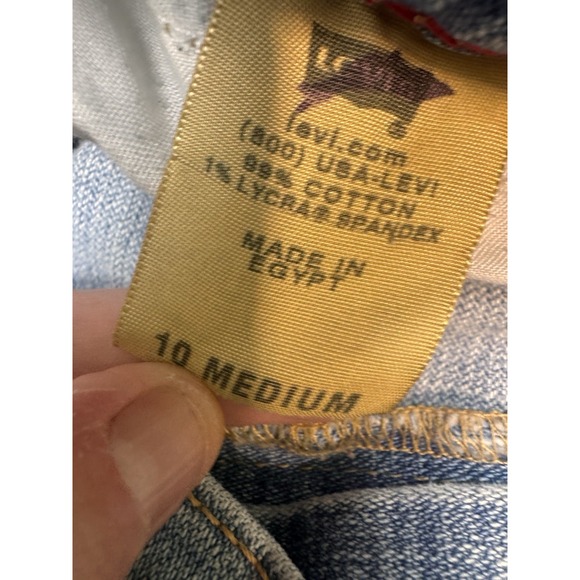 levi.com
(800) USA-LEVI
99% COTTON
1% LYCRA® SPANDEX
MADE IN
EGYPT
10 MEDIUM